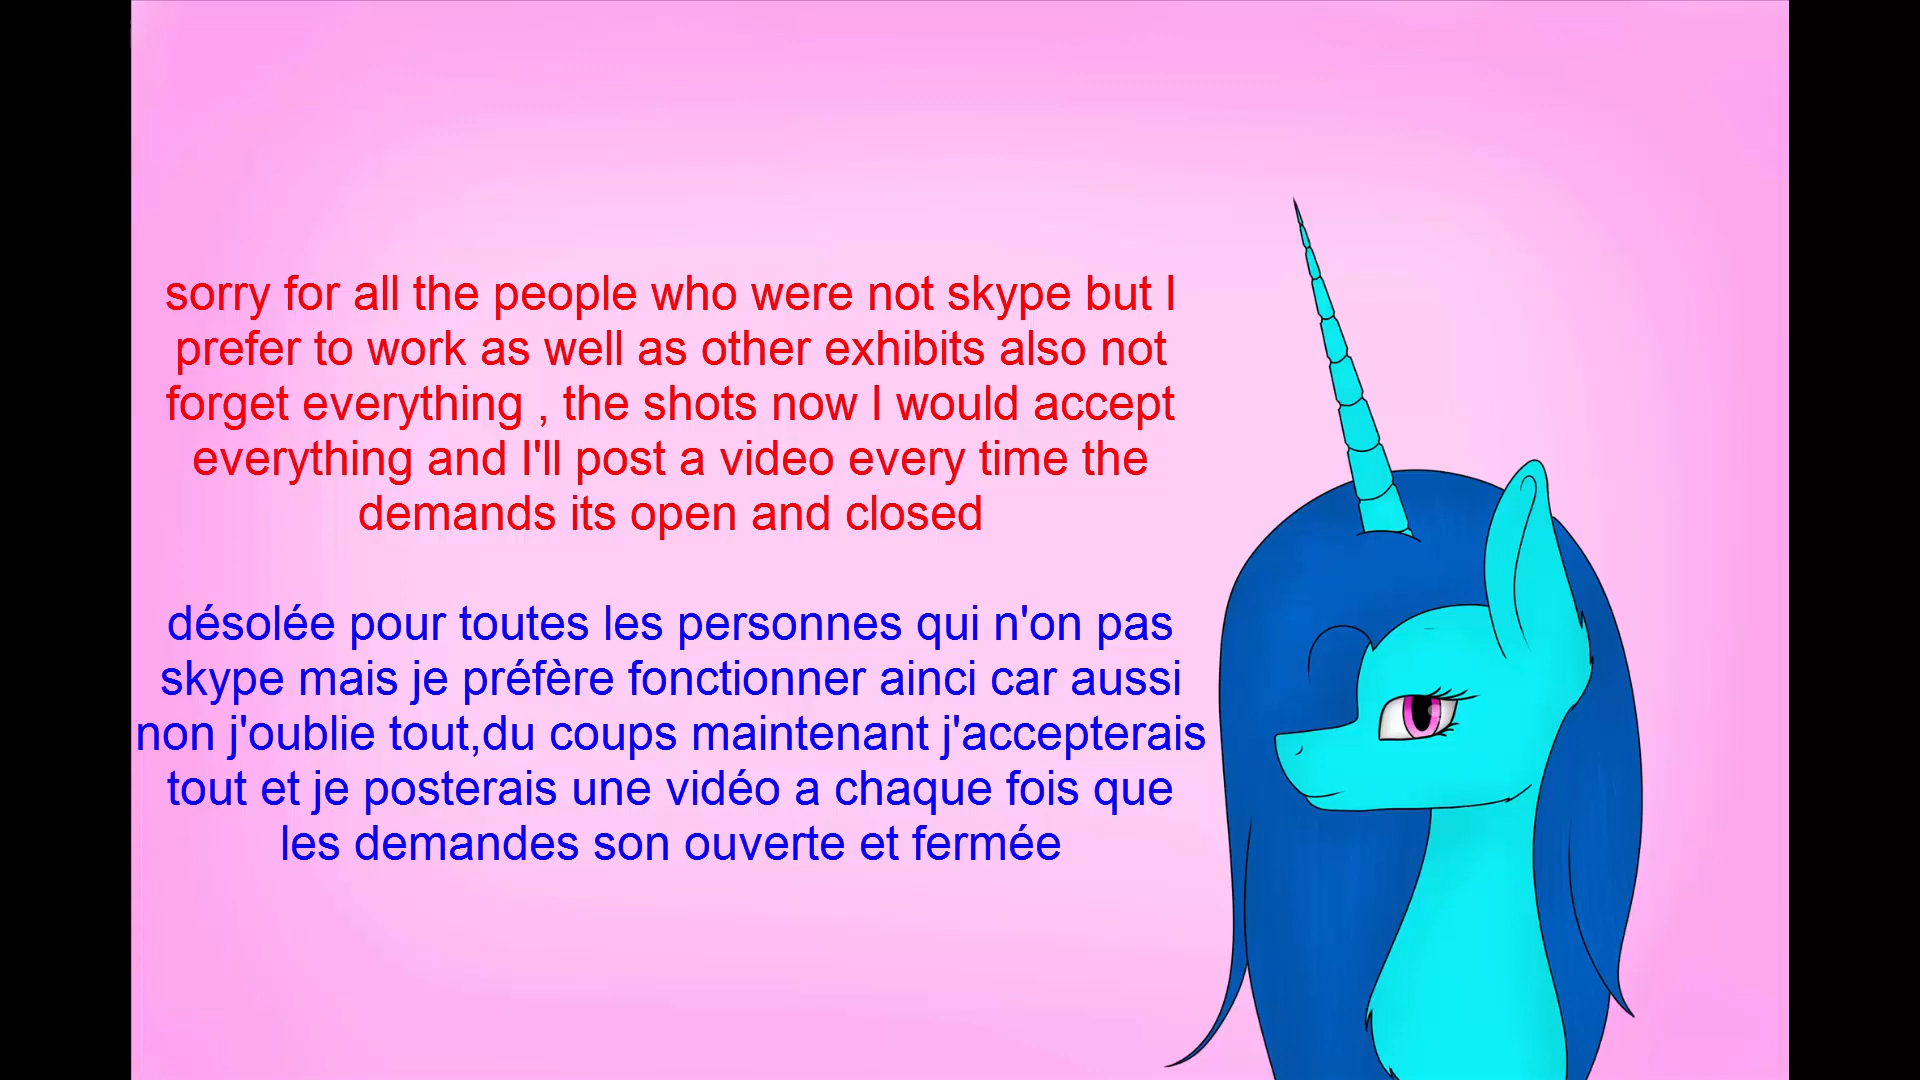 sorry for all the people who were not skype but I
prefer to work as well as other exhibits also not
forget everything , the shots now I would accept
everything and I'll post a video every time the
demands its open and closed
désolée pour toutes les personnes qui n'on pas
skype mais je préfère fonctionner ainci car aussi
non j'oublie tout,du coups maintenant j'accepterais
tout et je posterais une vidéo a chaque fois que
les demandes son ouverte et fermée